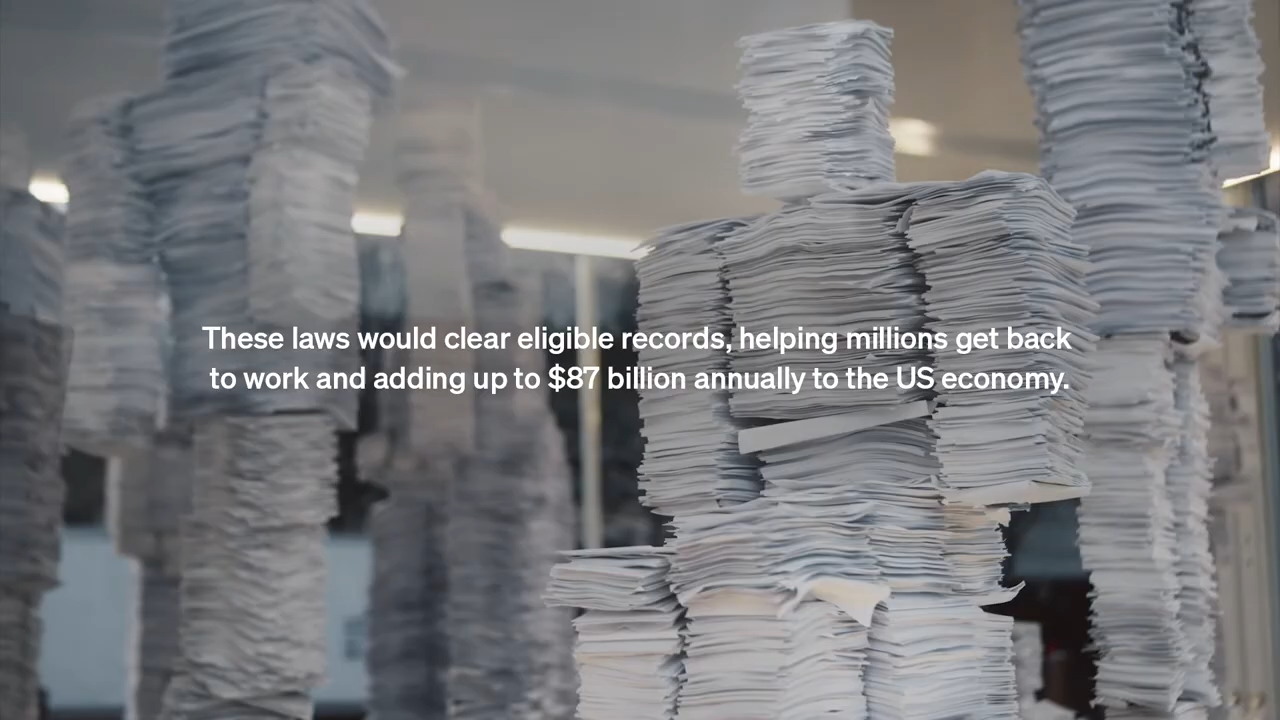 These laws would clear eligible records, helping millions get back
to work and adding up to $87 billion annually to the US economy.